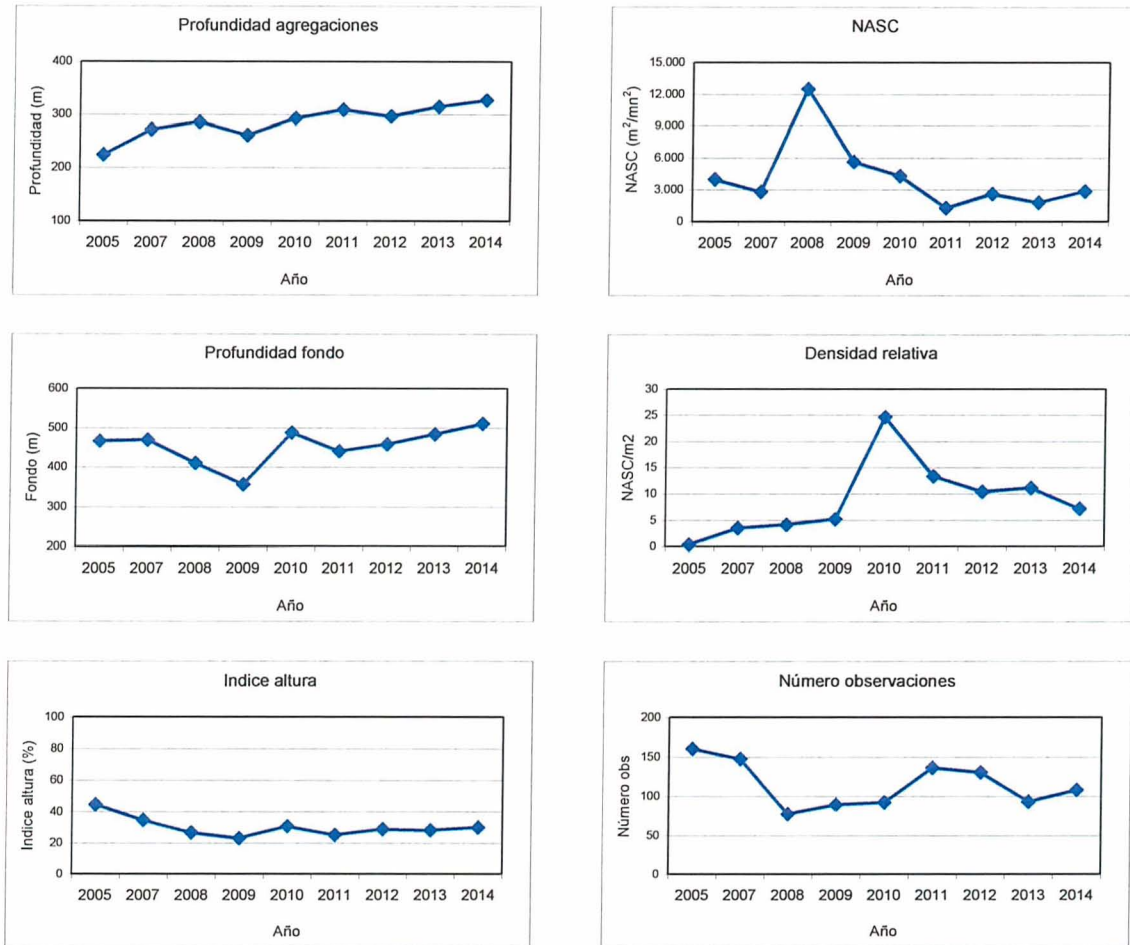 Profundidad agregaciones
Profundidad (m)
400
300
200
100
2005 2007 2008 2009 2010 2011 2012 2013 2014
Año
NASC
NASC (m²/mn²)
15.000
12.000
9.000
6.000
3.000
0
2005 2007 2008 2009 2010 2011 2012 2013 2014
Año
Profundidad fondo
Fondo (m)
600
500
400
300
200
2005 2007 2008 2009 2010 2011 2012 2013 2014
Año
Densidad relativa
NASC/m2
30
25
20
15
10
5
0
2005 2007 2008 2009 2010 2011 2012 2013 2014
Año
Indice altura
Indice altura (%)
100
80
60
40
20
0
2005 2007 2008 2009 2010 2011 2012 2013 2014
Año
Número observaciones
Número obs
200
150
100
50
0
2005 2007 2008 2009 2010 2011 2012 2013 2014
Año